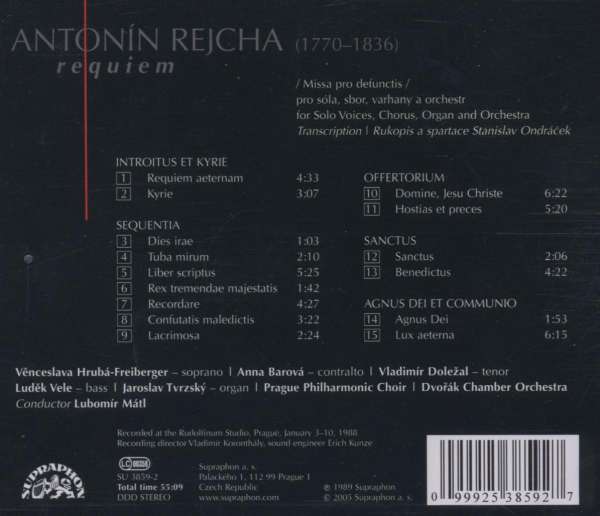 ANTONÍN REJCHA (1770–1836)
requiem
/ Missa pro defunctis /
pro sóla, sbor, varhany a orchestr
for Solo Voices, Chorus, Organ and Orchestra
Transcription | Rukopis a spartace Stanislav Ondráček
INTROITUS ET KYRIE
1 Requiem aeternam 4:33
2 Kyrie 3:07
SEQUENTIA
3 Dies irae 1:03
4 Tuba mirum 2:10
5 Liber scriptus 5:25
6 Rex tremendae majestatis 1:42
7 Recordare 4:27
8 Confutatis maledictis 3:22
9 Lacrimosa 2:24
OFFERTORIUM
10 Domine, Jesu Christe 6:22
11 Hostias et preces 5:20
SANCTUS
12 Sanctus 2:06
13 Benedictus 4:22
AGNUS DEI ET COMMUNIO
14 Agnus Dei 1:53
15 Lux aeterna 6:15
Věnceslava Hrubá-Freiberger – soprano | Anna Barová – contralto | Vladimír Doležal – tenor
Luděk Vele – bass | Jaroslav Tvrzský – organ | Prague Philharmonic Choir | Dvořák Chamber Orchestra
Conductor Lubomír Mátl
Recorded at the Rudolfinum Studio, Prague, January 3–10, 1988
Recording director Vladimír Koronthály, sound engineer Erich Kunze
SUPRAPHON
LC 00358
SU 3859-2
Total time 55:09
DDD STEREO
Supraphon a. s.
Palackého 1, 112 99 Prague 1
Czech Republic
www.supraphon.com
℗ 1989 Supraphon
© 2005 Supraphon a. s.
0 99925 38592 7